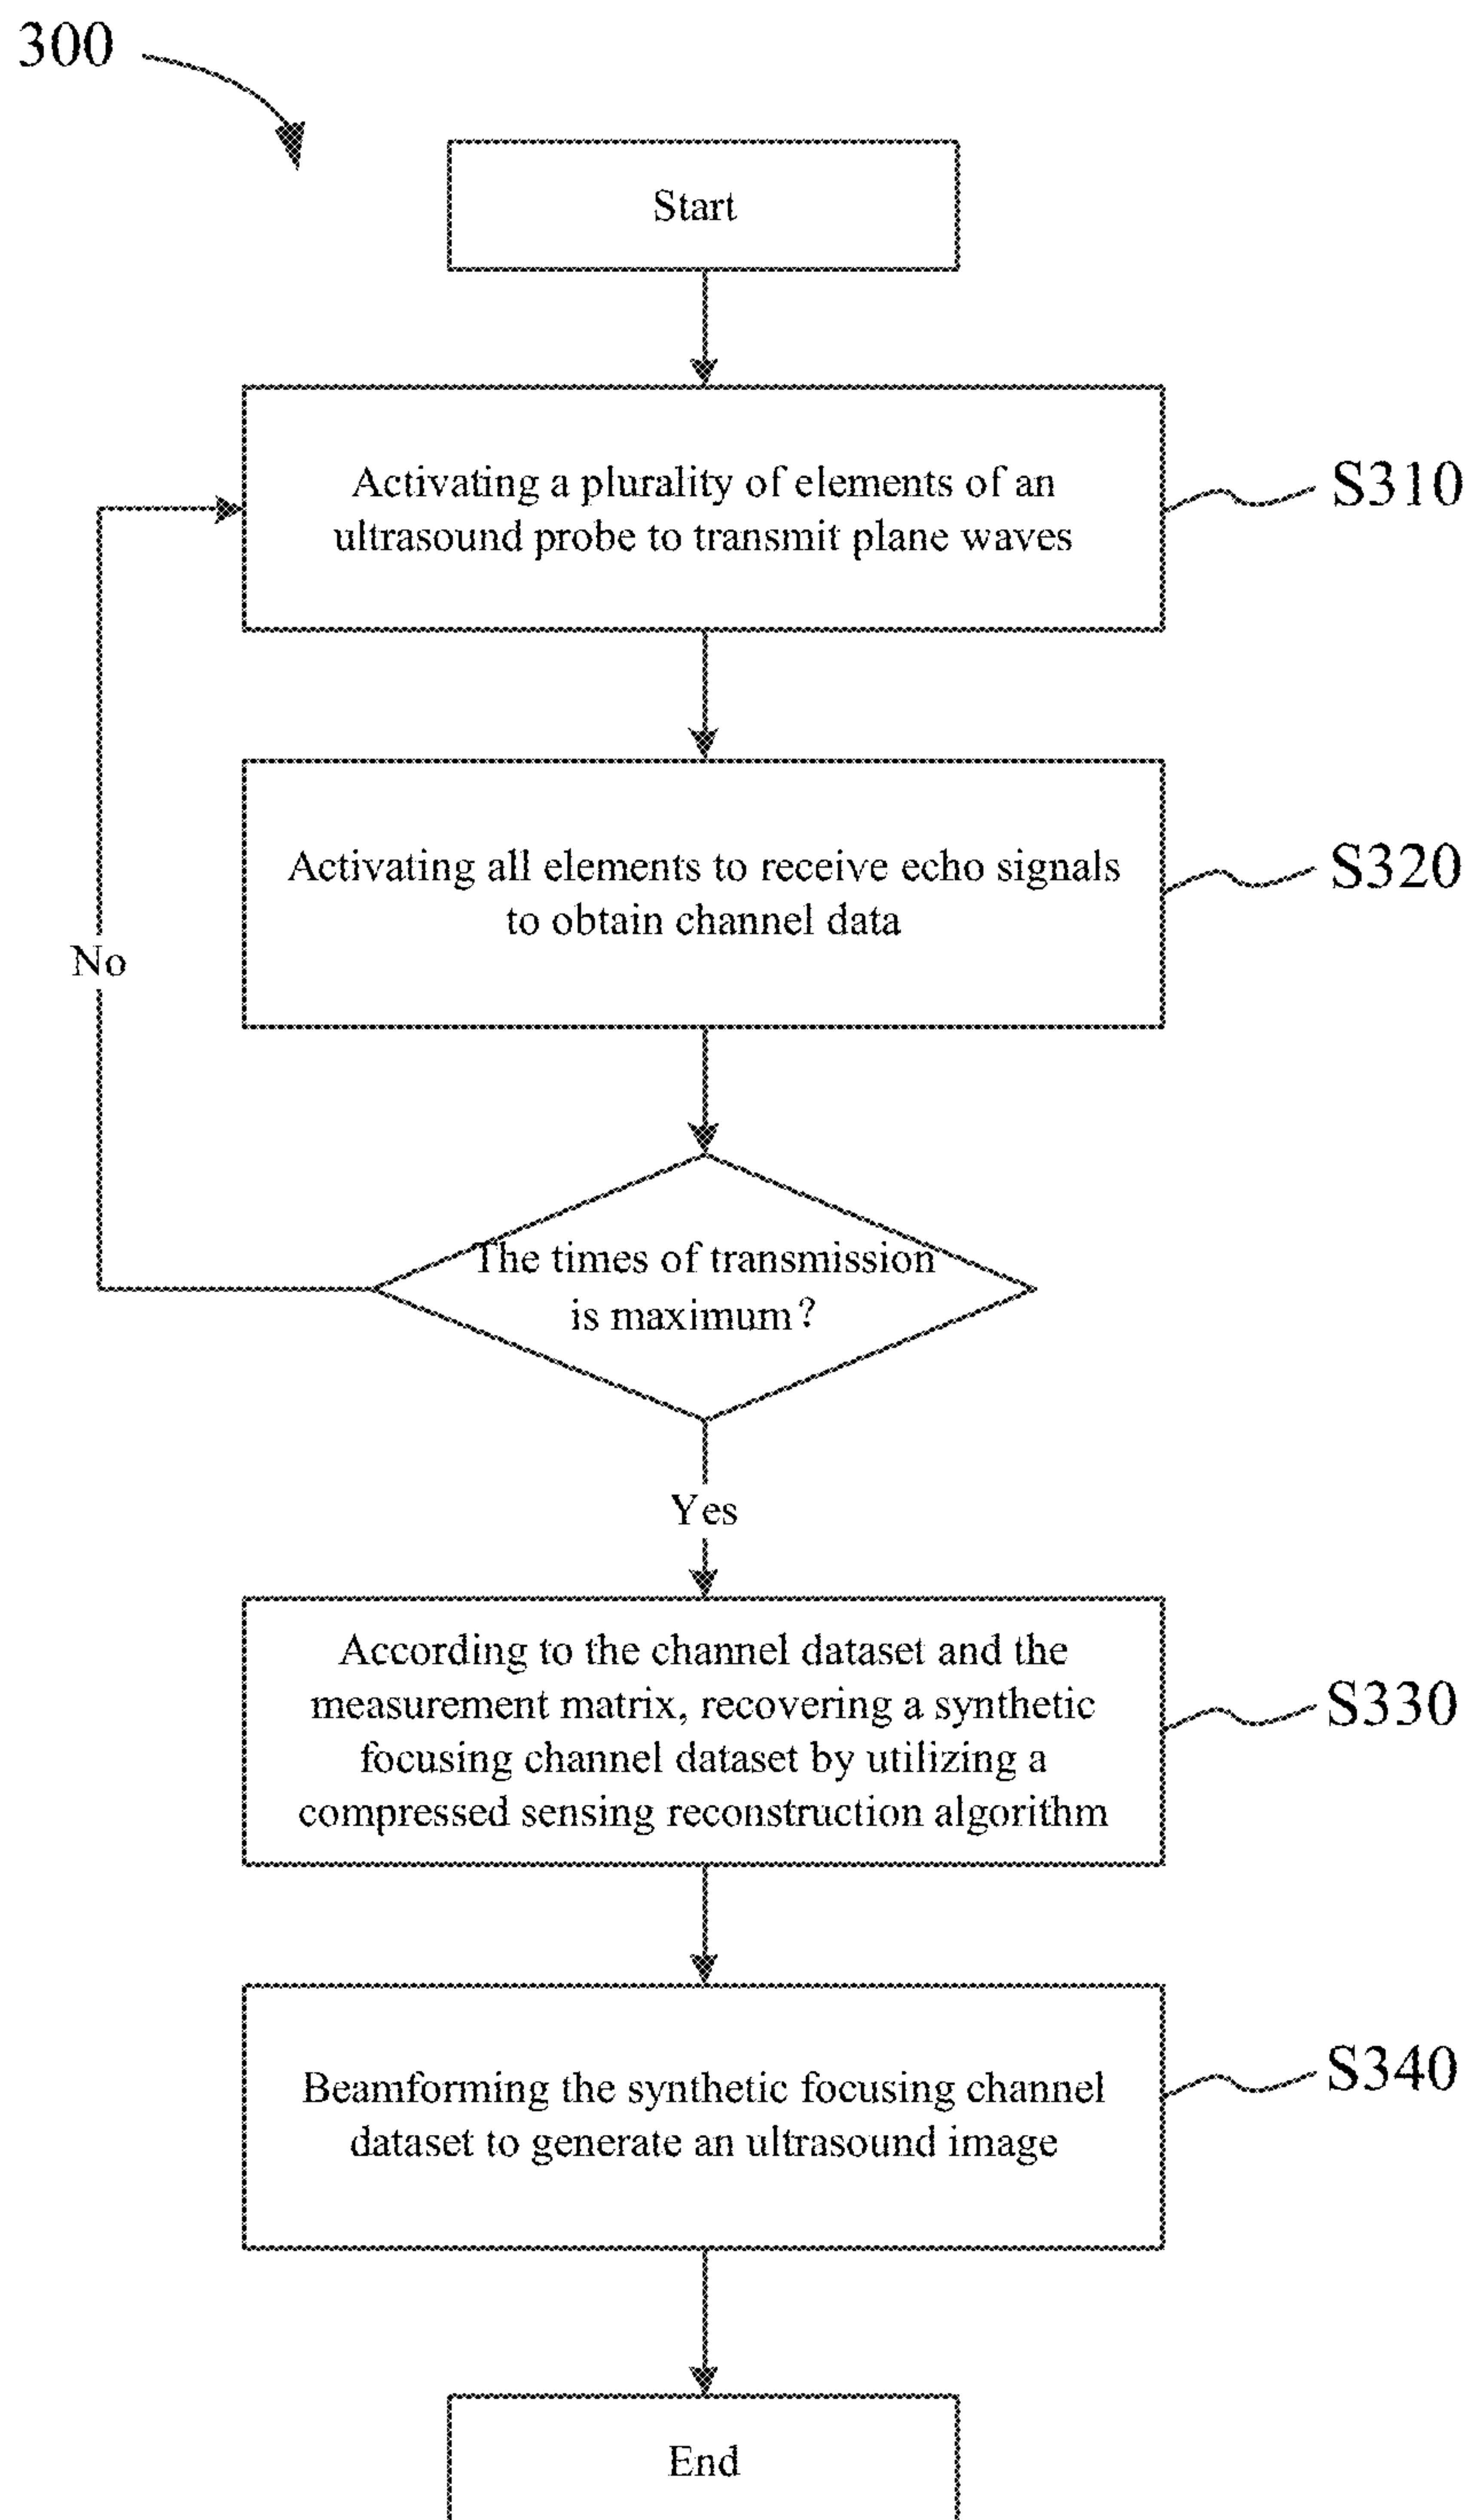 300
Start
Activating a plurality of elements of an
ultrasound probe to transmit plane waves
S310
Activating all elements to receive echo signals
to obtain channel data
S320
No
The times of transmission
is maximum?
Yes
According to the channel dataset and the
measurement matrix, recovering a synthetic
focusing channel dataset by utilizing a
compressed sensing reconstruction algorithm
S330
Beamforming the synthetic focusing channel
dataset to generate an ultrasound image
S340
End